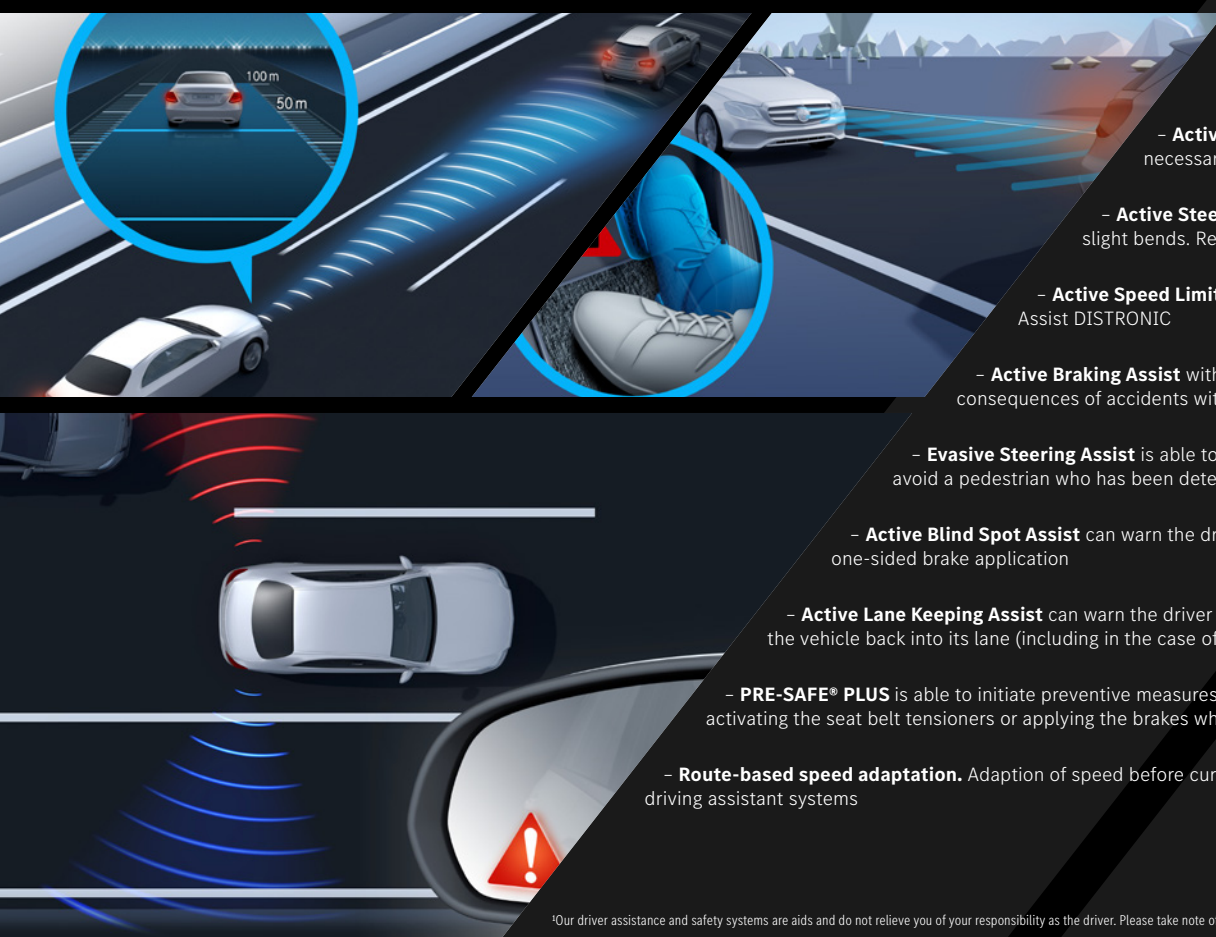 100 m
50 m
– Activ
necessar
– Active Stee
slight bends. Re
– Active Speed Limit
Assist DISTRONIC
– Active Braking Assist with
consequences of accidents wit
– Evasive Steering Assist is able to
avoid a pedestrian who has been dete
– Active Blind Spot Assist can warn the dr
one-sided brake application
– Active Lane Keeping Assist can warn the driver
the vehicle back into its lane (including in the case of
– PRE-SAFE® PLUS is able to initiate preventive measures
activating the seat belt tensioners or applying the brakes wh
– Route-based speed adaptation. Adaption of speed before cur
driving assistant systems
¹Our driver assistance and safety systems are aids and do not relieve you of your responsibility as the driver. Please take note o